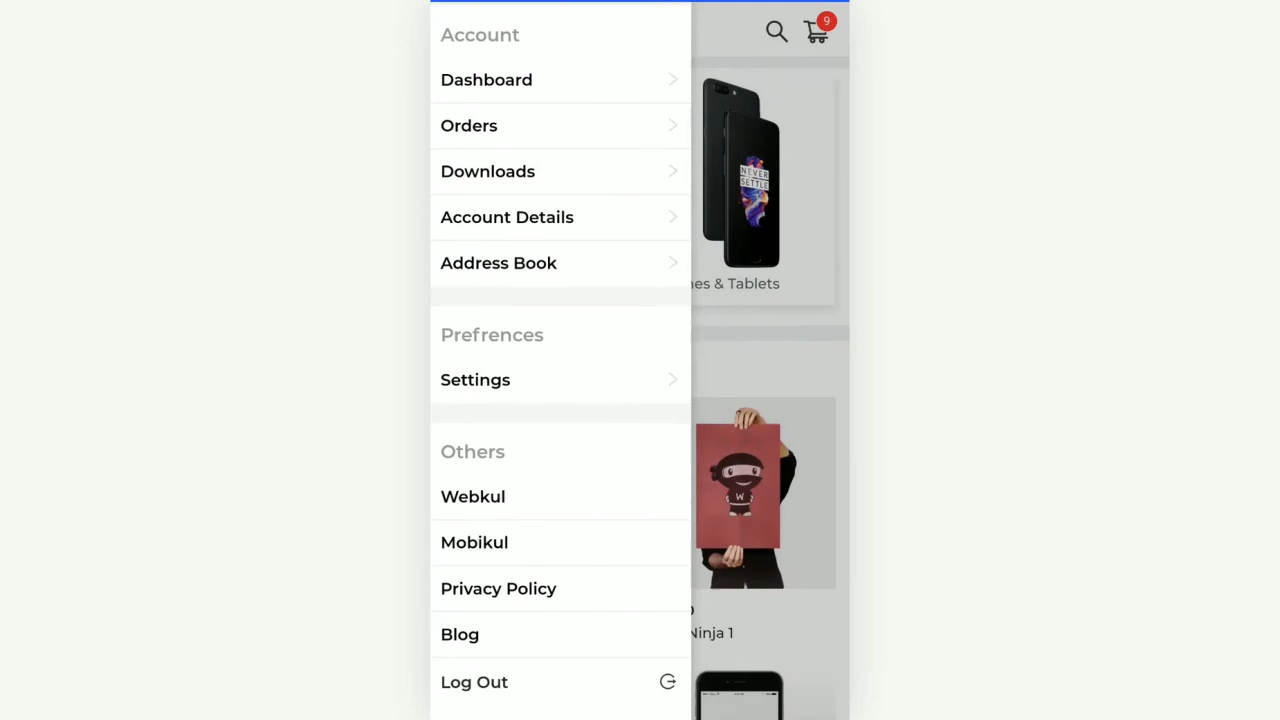 Account
9
Dashboard
Orders
Downloads
NEVER
SETTLE
Account Details
Address Book
es & Tablets
Prefrences
Settings
Others
W
Webkul
Mobikul
Privacy Policy
Ninja 1
Blog
Log Out